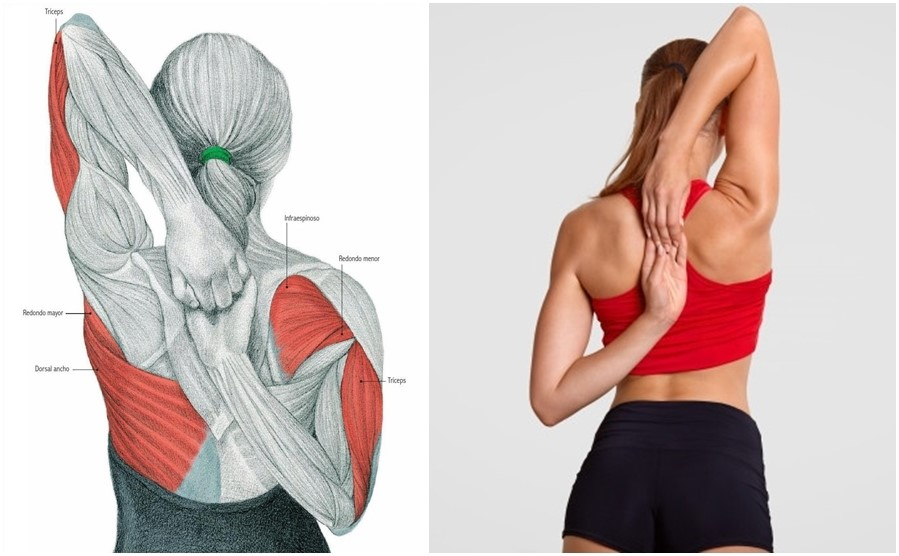 Triceps
Infraespinoso
Redondo menor
Redondo mayor
Dorsal ancho
Triceps